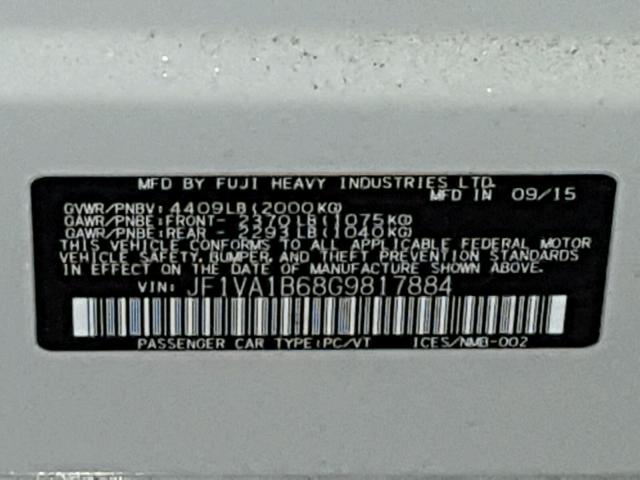 MFD BY FUJI HEAVY INDUSTRIES LTD.
MFD IN 09/15
GVWR/PNBV: 4409LB(2000KG)
GAWR/PNBE:FRONT- 2370LB(1075KG)
GAWR/PNBE:REAR - 2293LB(1040KG)
THIS VEHICLE CONFORMS TO ALL APPLICABLE FEDERAL MOTOR
VEHICLE SAFETY, BUMPER, AND THEFT PREVENTION STANDARDS
IN EFFECT ON THE DATE OF MANUFACTURE SHOWN ABOVE.
VIN: JF1VA1B68G9817884
PASSENGER CAR TYPE:PC/VT ICES/NMB-002